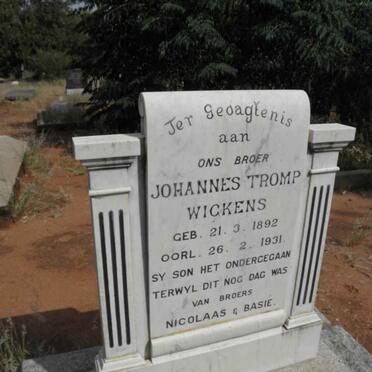 Ter Gedagtenis
aan
ONS BROER
JOHANNES TROMP
WICKENS
GEB. 21. 3. 1892
OORL. 26. 2. 1931.
SY SON HET ONDERGEGAAN
TERWYL DIT NOG DAG WAS
VAN BROERS
NICOLAAS & BASIE.